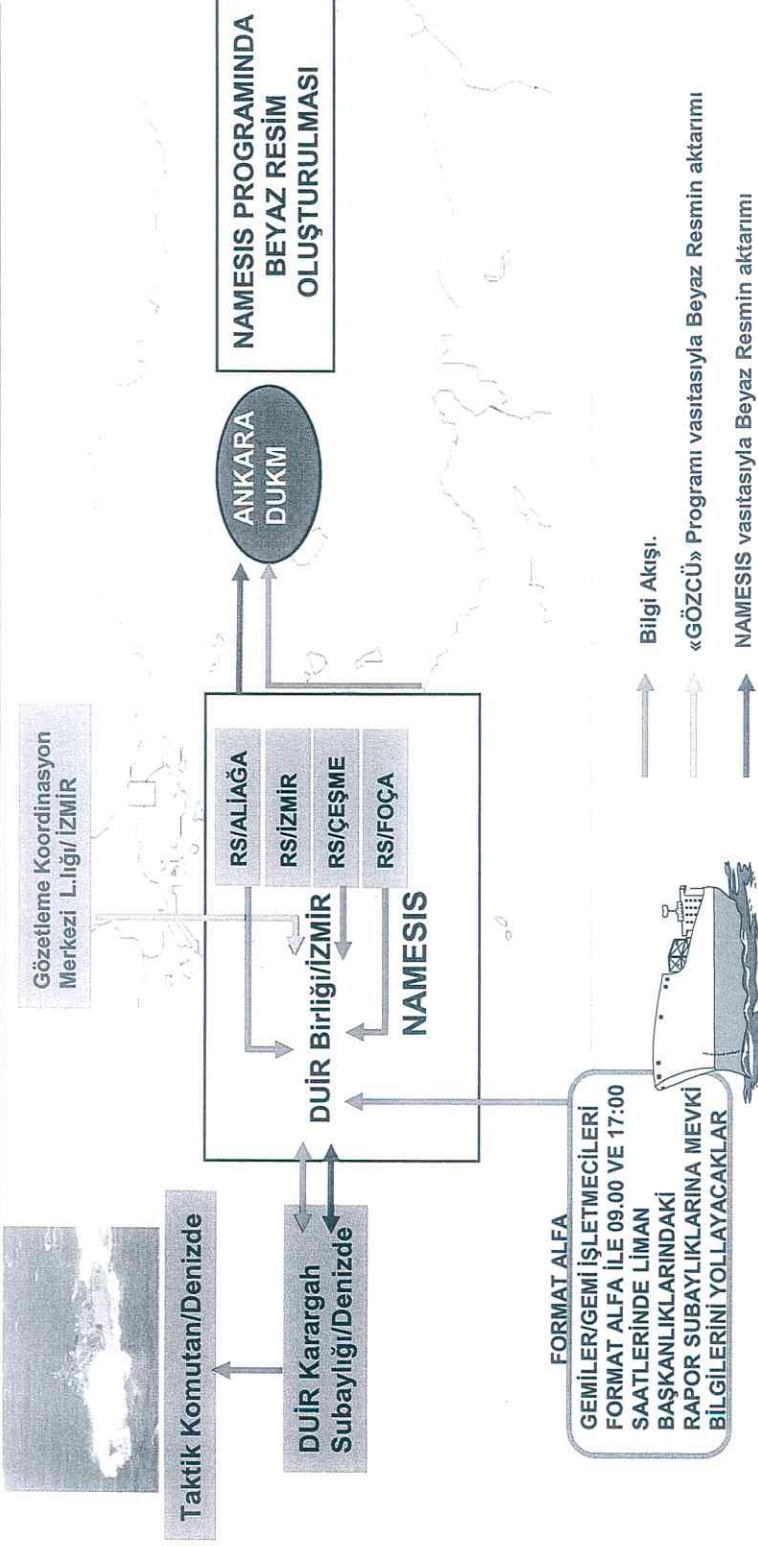 Taktik Komutan/Denizde
DUİR Karargah
Subaylığı/Denizde
Gözetleme Koordinasyon
Merkezi L.lığı/ İZMİR
DUİR Birliği/İZMİR
RS/ALİAĞA
RS/İZMİR
RS/ÇEŞME
RS/FOÇA
NAMESIS
ANKARA
DUKM
NAMESIS PROGRAMINDA
BEYAZ RESİM
OLUŞTURULMASI
FORMAT ALFA
GEMİLER/GEMİ İŞLETMECİLERİ
FORMAT ALFA İLE 09.00 VE 17:00
SAATLERİNDE LİMAN
BAŞKANLIKLARINDAKİ
RAPOR SUBAYLIKLARINA MEVKİ
BİLGİLERİNİ YOLLAYACAKLAR
Bilgi Akışı.
«GÖZCÜ» Programı vasıtasıyla Beyaz Resmin aktarımı
NAMESIS vasıtasıyla Beyaz Resmin aktarımı